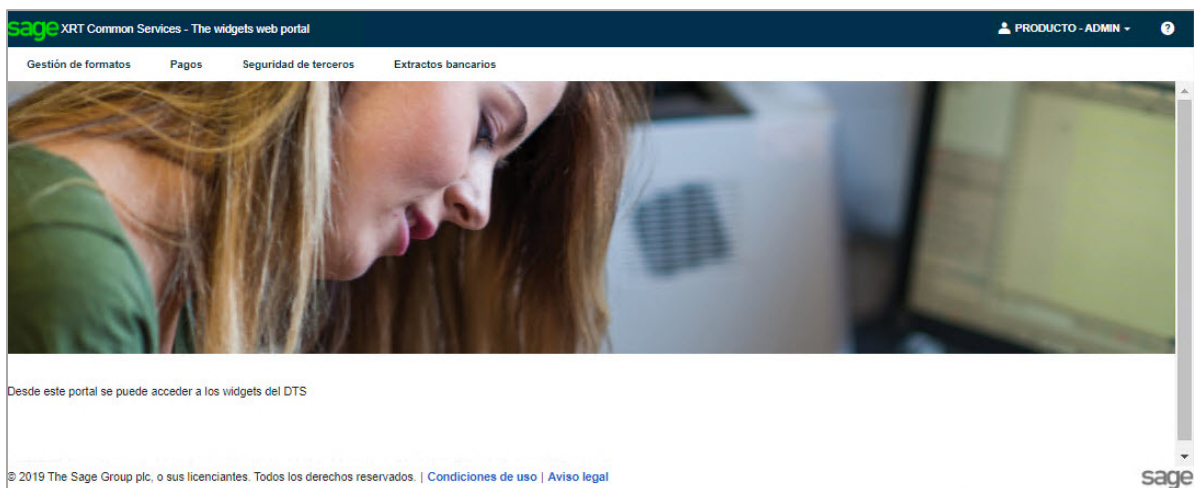 sage XRT Common Services - The widgets web portal PRODUCTO - ADMIN ?
Gestión de formatos Pagos Seguridad de terceros Extractos bancarios
Desde este portal se puede acceder a los widgets del DTS
© 2019 The Sage Group plc, o sus licenciantes. Todos los derechos reservados. | Condiciones de uso | Aviso legal
sage